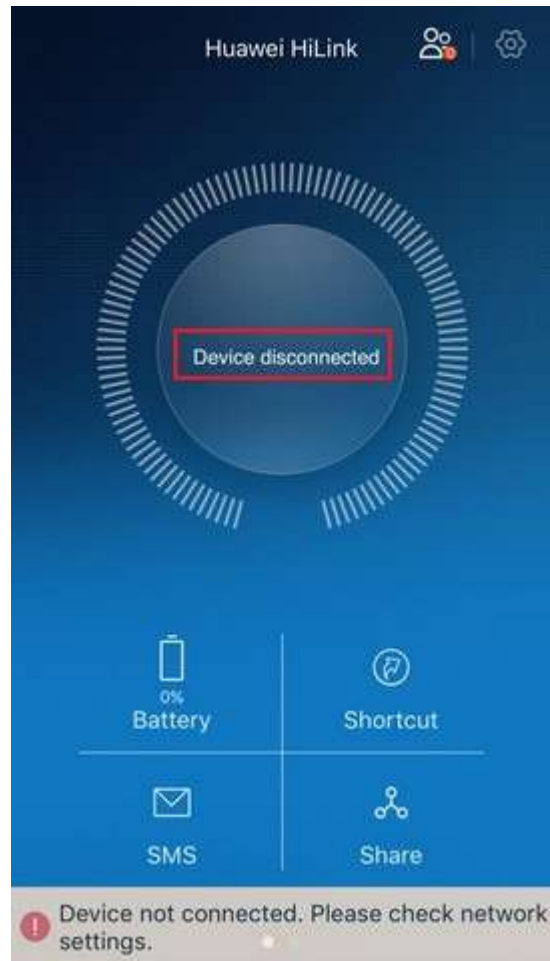 Huawei HiLink
Device disconnected
0%
Battery
Shortcut
SMS
Share
Device not connected. Please check network
settings.